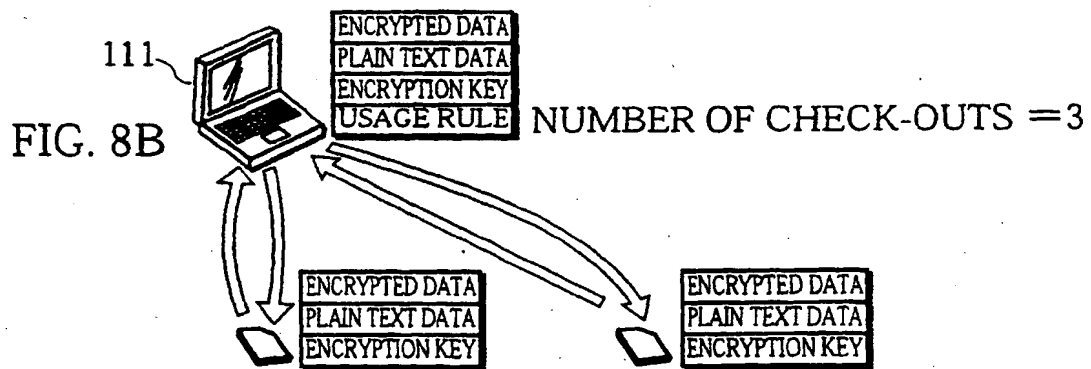 ENCRYPTED DATA
111
PLAIN TEXT DATA
ENCRYPTION KEY
USAGE RULE
NUMBER OF CHECK-OUTS =3
FIG. 8B
ENCRYPTED DATA
PLAIN TEXT DATA
ENCRYPTION KEY
ENCRYPTED DATA
PLAIN TEXT DATA
ENCRYPTION KEY